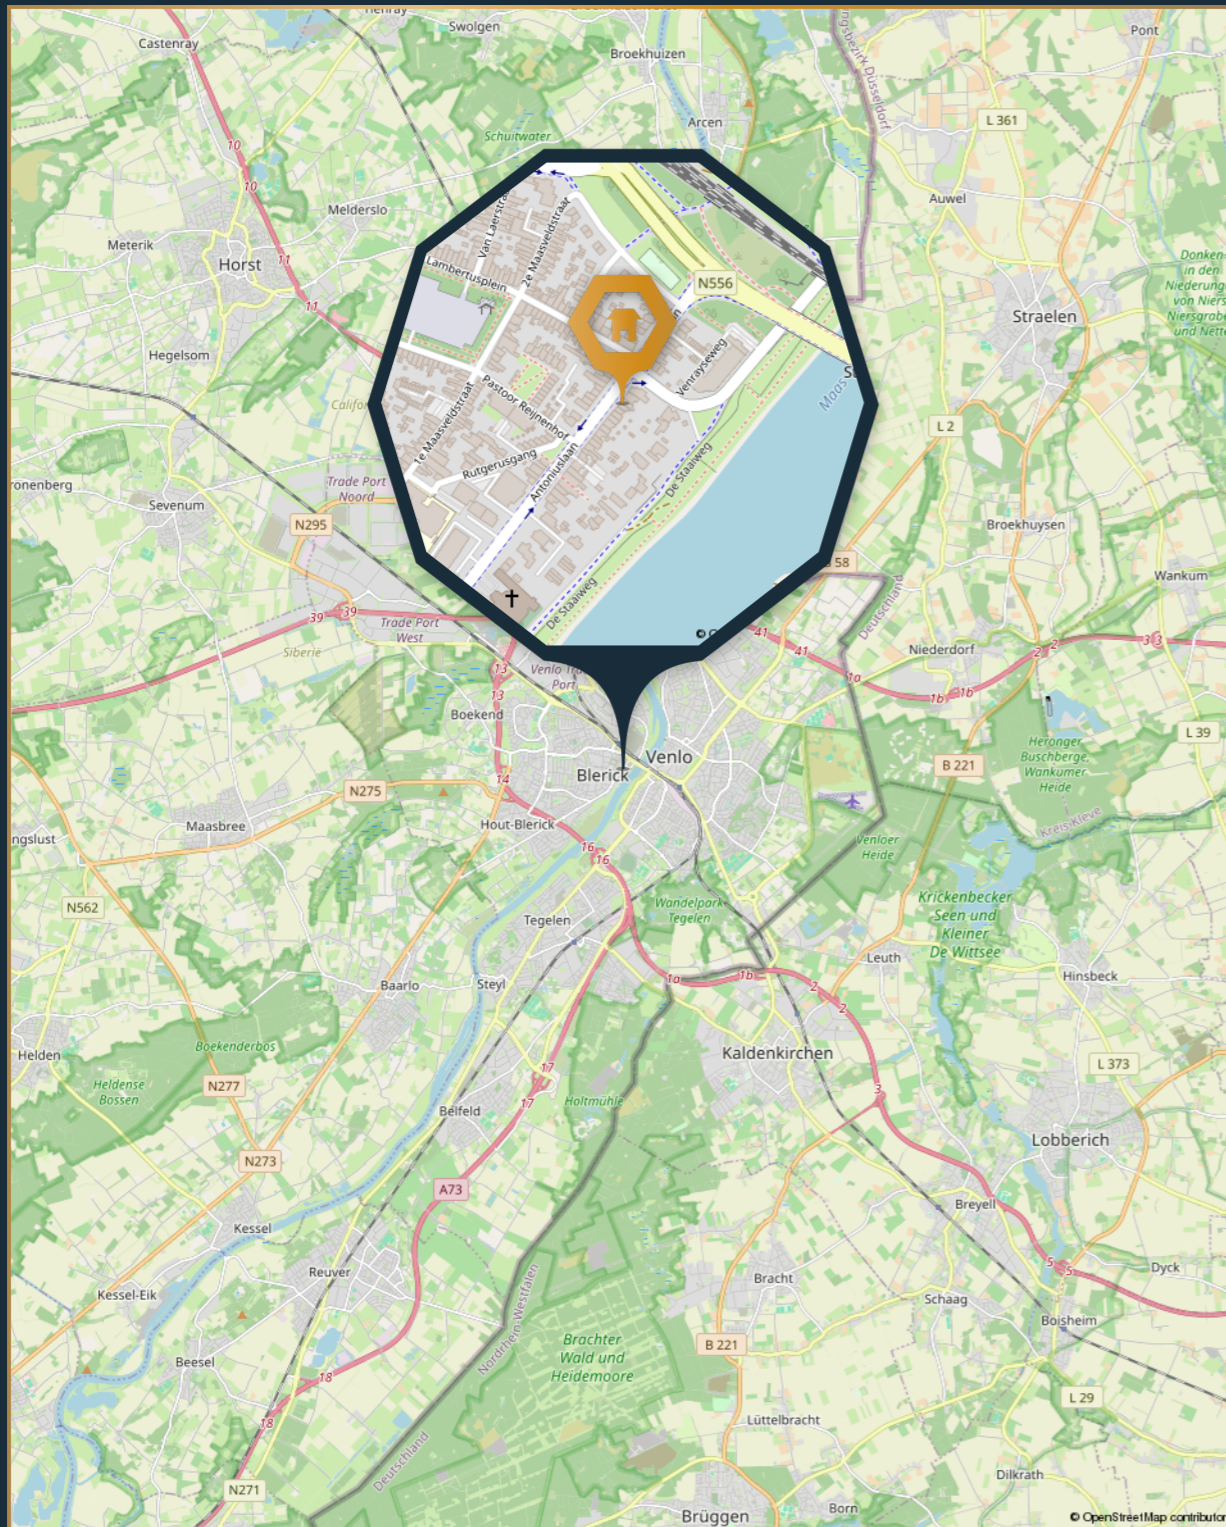 Swolgen
Castenray
Broekhuizen
Pont
Arcen
L 361
Schuitwater
Auwel
Melderslo
Meterik
Horst
10
10
11
11
Van Laerstraat
2e Maasveldstraat
Lambertusplein
N556
Venrayseweg
Maas
Pastoor Reijnenhof
1e Maasveldstraat
Rutgerusgang
Antoniuslaan
De Staaiweg
De Staaiweg
Straelen
Hegelsom
L 2
Sevenum
Trade Port
Noord
N295
Broekhuysen
Wankum
Deutschland
39
39
Trade Port
West
Siberie
41
41
Niederdorf
1a
1b
1b
2
2
3
3
13
13
Boekend
Venlo
Blerick
14
N275
Maasbree
Hout-Blerick
16
16
L 39
Heronger
Buschberge,
Wankumer
Heide
B 221
Kreis Kleve
Venloer
Heide
N562
Krickenbecker
Seen und
Kleiner
De Wittsee
Wandelpark
Tegelen
Tegelen
Leuth
Hinsbeck
Baarlo
Steyl
1a
1b
2
2
Helden
Boekenderbos
Heldense
Bossen
N277
Kaldenkirchen
L 373
17
17
Holtmühle
3
Belfeld
Lobberich
N273
A73
Breyell
Kessel
Reuver
Kessel-Eik
Bracht
5
5
Dyck
Schaag
Boisheim
Nordrhein-Westfalen
Brachter
Wald und
Heidemoore
B 221
Beesel
18
18
L 29
Lüttelbracht
Deutschland
N271
Dilkrath
Born
Brüggen
© OpenStreetMap contributor